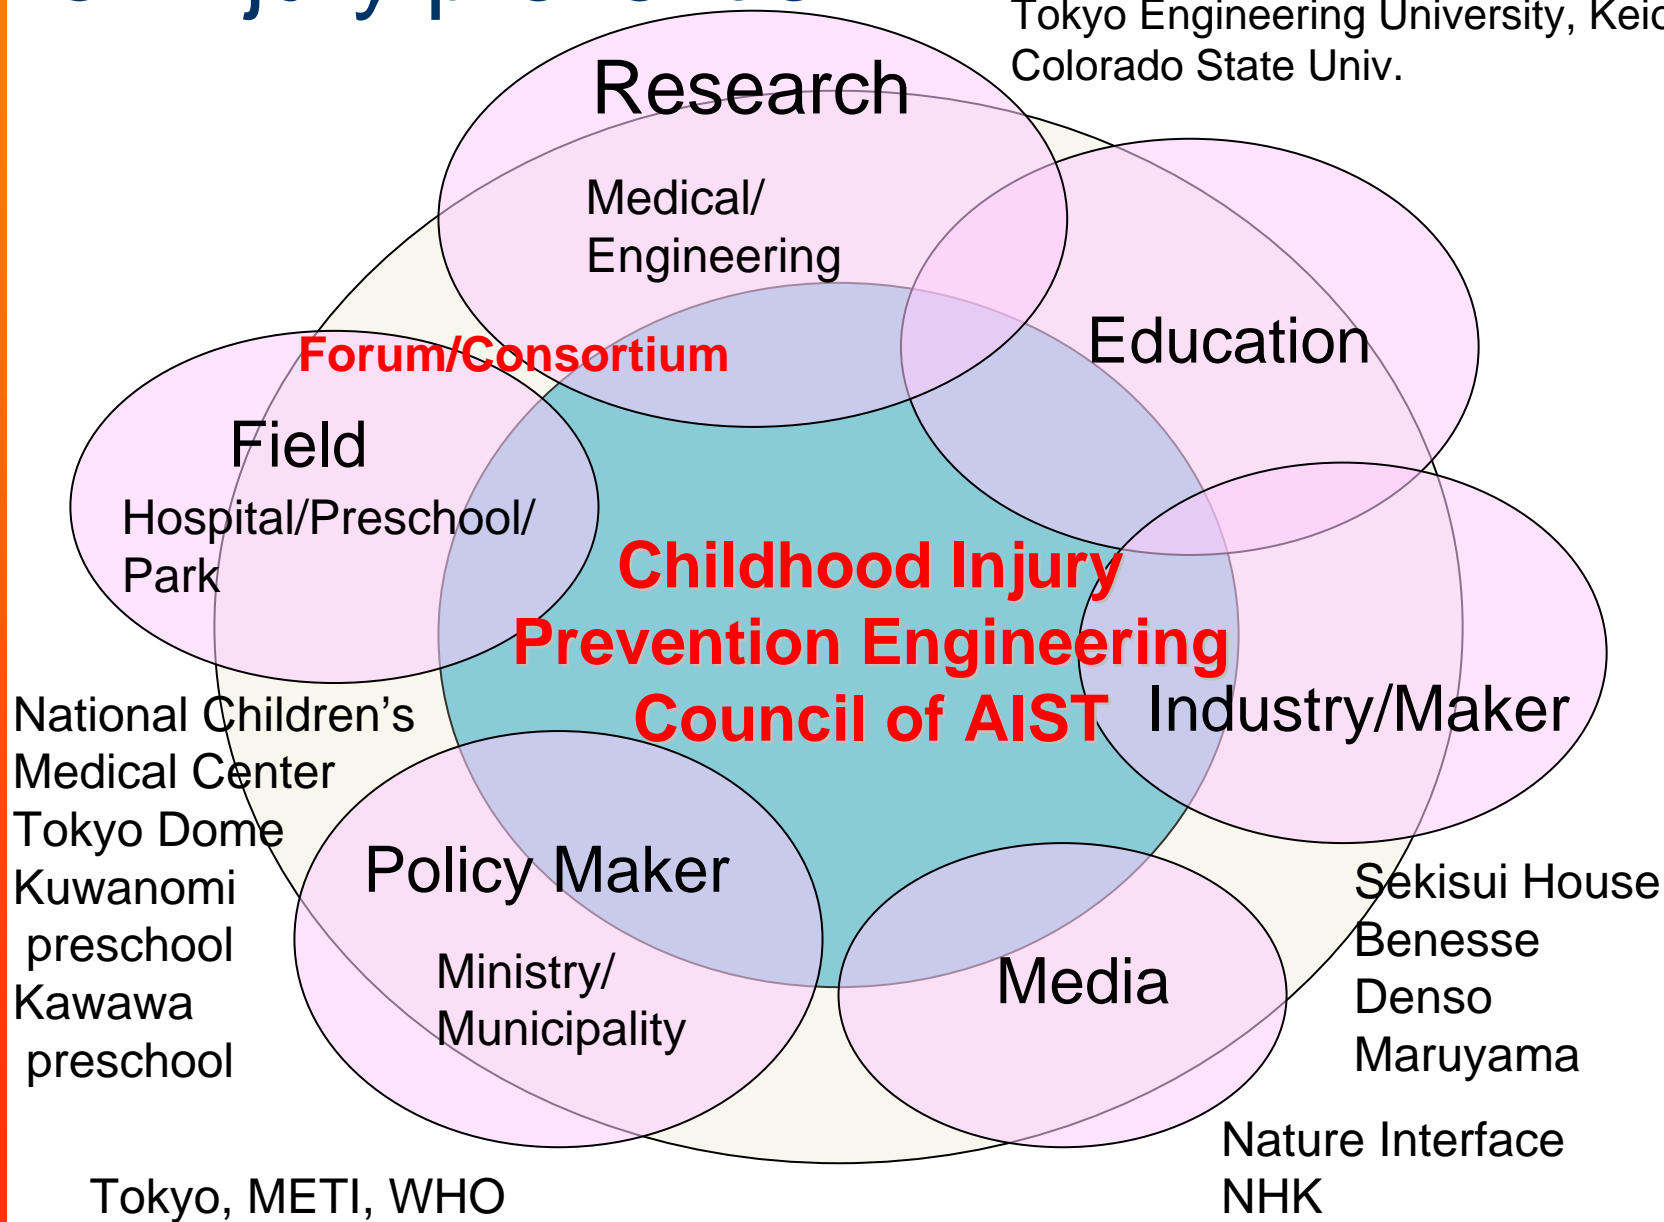 Tokyo Engineering University,
Colorado State Univ.
Research
Medical/
Engineering
Education
Forum/Consortium
Field
Hospital/Preschool/
Park
Childhood Injury
Prevention Engineering
Council of AIST
Industry/Maker
National Children’s
Medical Center
Tokyo Dome
Kuwanomi
preschool
Kawawa
preschool
Policy Maker
Ministry/
Municipality
Media
Sekisui House
Benesse
Denso
Maruyama
Nature Interface
NHK
Tokyo, METI, WHO